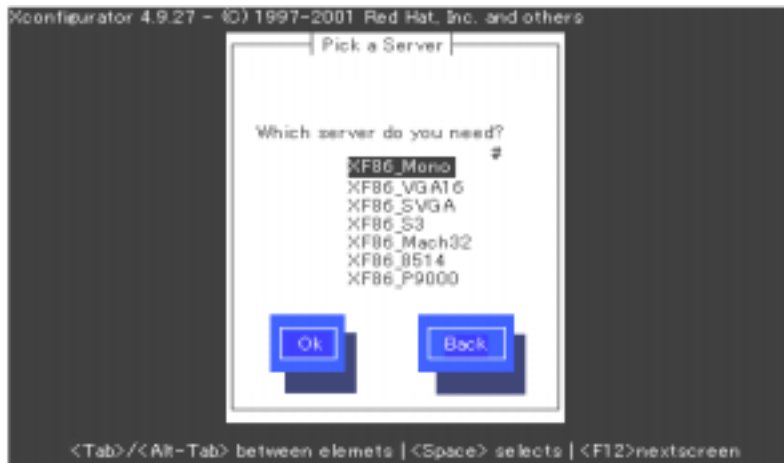 Xconfigurator 4.9.27 - (C) 1997-2001 Red Hat, Inc. and others
Pick a Server
Which server do you need?
#
XF86_Mono
XF86_VGA16
XF86_SVGA
XF86_S3
XF86_Mach32
XF86_8514
XF86_P9000
Ok Back
<Tab>/<Alt-Tab> between elemets | <Space> selects | <F12>nextscreen